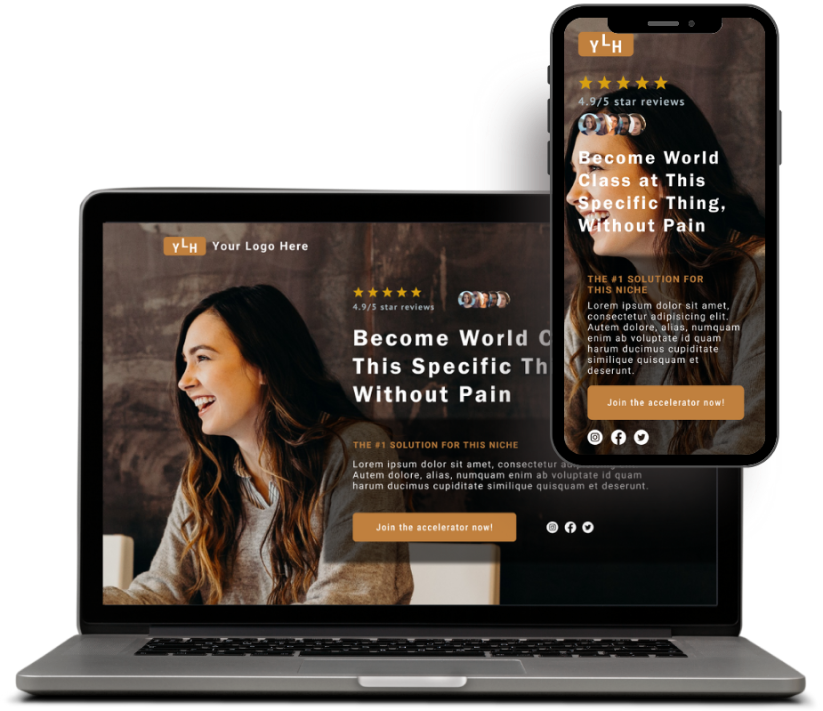 YLH
4.9/5 star reviews
Become World
Class at This
Specific Thing,
Without Pain
THE #1 SOLUTION FOR
THIS NICHE
Lorem ipsum dolor sit amet,
consectetur adipisicing elit.
Autem dolore, alias, numquam
enim ab voluptate id quam
harum ducimus cupiditate
similique quisquam et
deserunt.
Join the accelerator now!
YLH Your Logo Here
4.9/5 star reviews
Become World C
This Specific Th
Without Pain
THE #1 SOLUTION FOR THIS NICHE
Lorem ipsum dolor sit amet, consectetur
Autem dolore, alias, numquam enim ab voluptate id quam
harum ducimus cupiditate similique quisquam et deserunt.
Join the accelerator now!